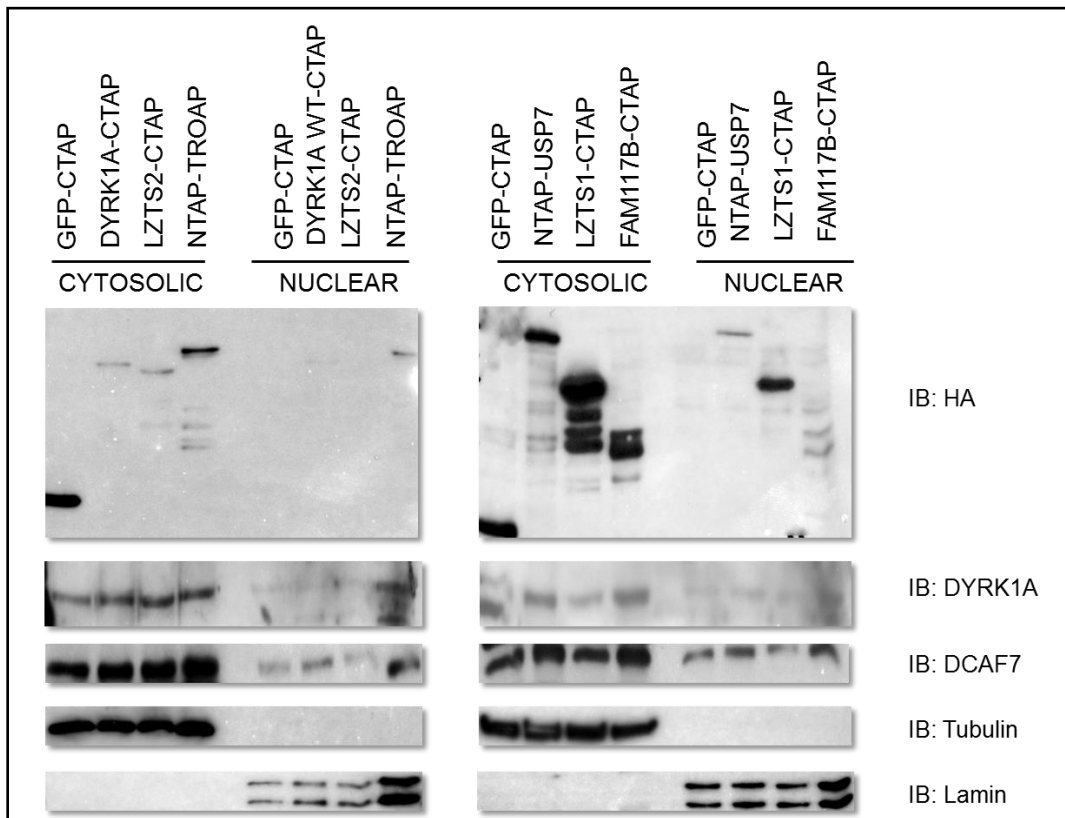 GFP-CTAP
DYRK1A-CTAP
LZTS2-CTAP
NTAP-TROAP
GFP-CTAP
DYRK1A WT-CTAP
LZTS2-CTAP
NTAP-TROAP
GFP-CTAP
NTAP-USP7
LZTS1-CTAP
FAM117B-CTAP
GFP-CTAP
NTAP-USP7
LZTS1-CTAP
FAM117B-CTAP
CYTOSOLIC
NUCLEAR
CYTOSOLIC
NUCLEAR
IB: HA
IB: DYRK1A
IB: DCAF7
IB: Tubulin
IB: Lamin